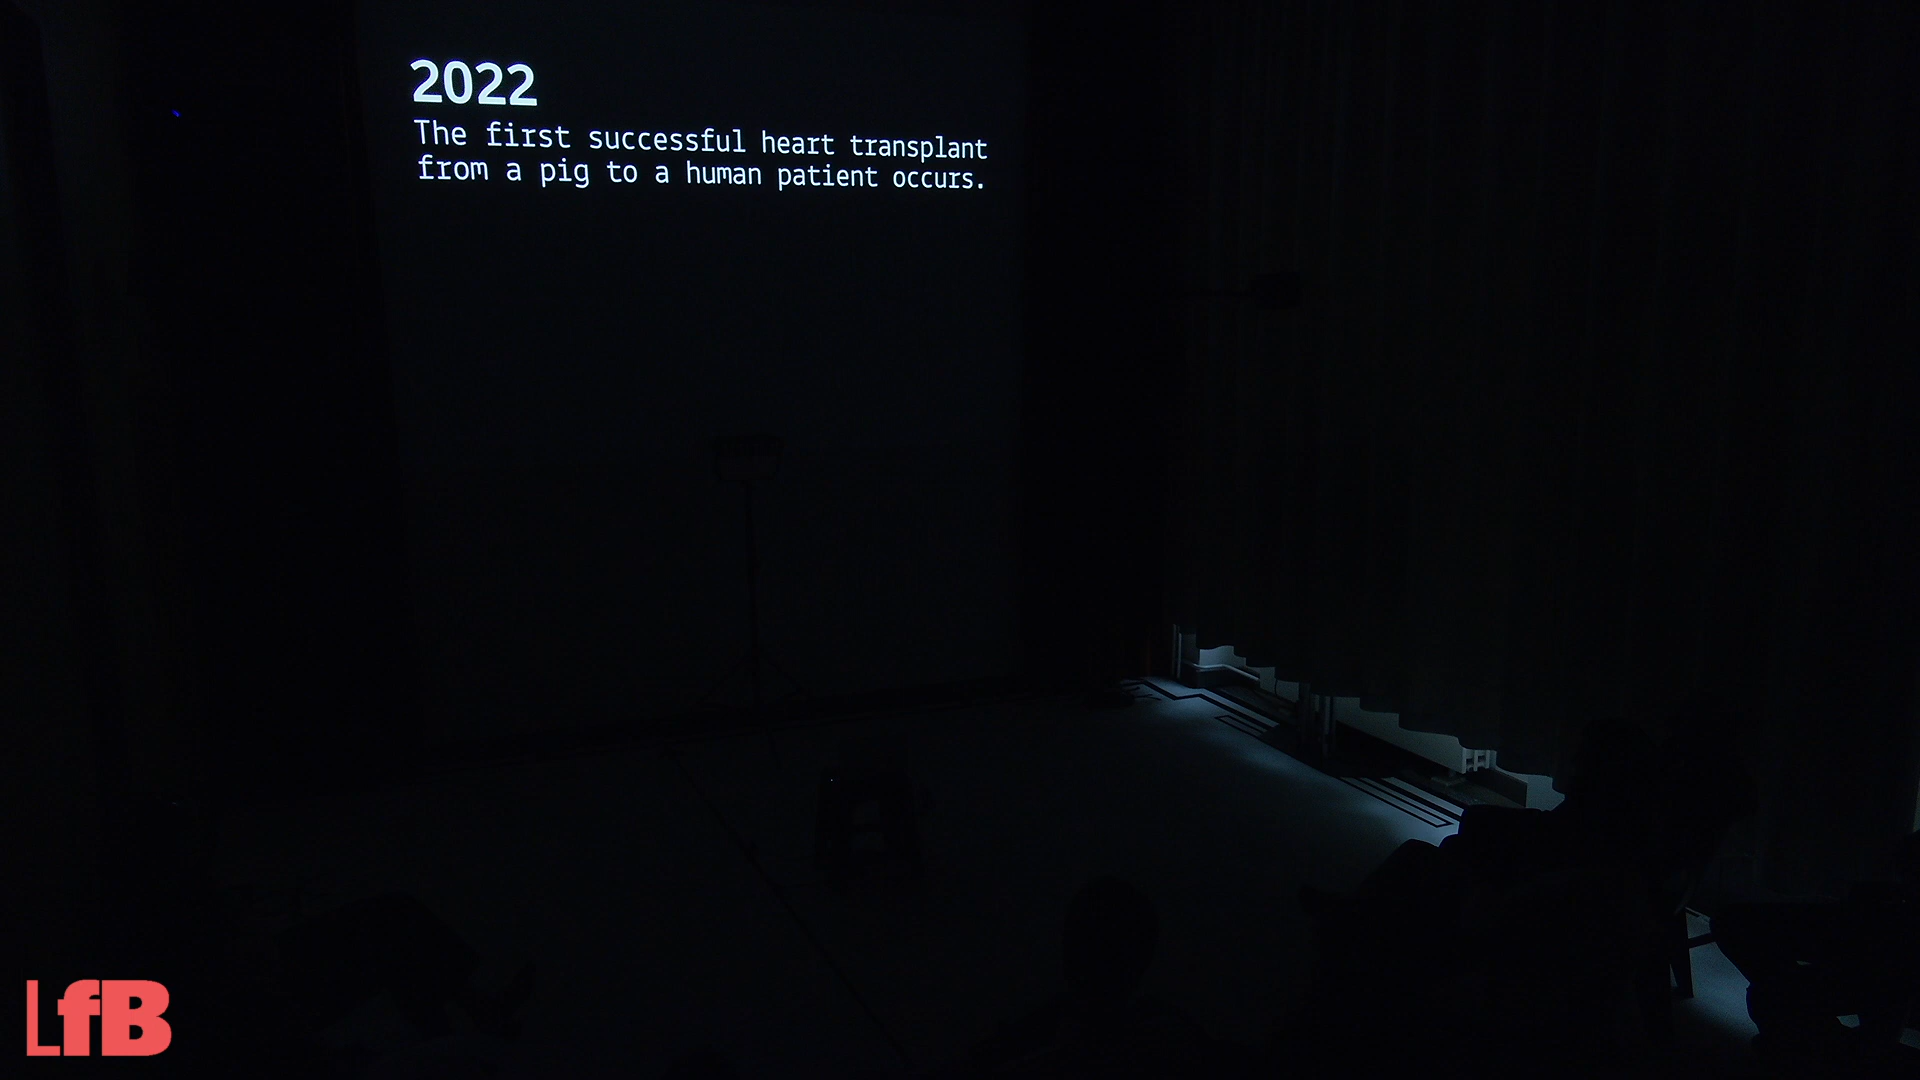 2022
The first successful heart transplant
from a pig to a human patient occurs.
LfB